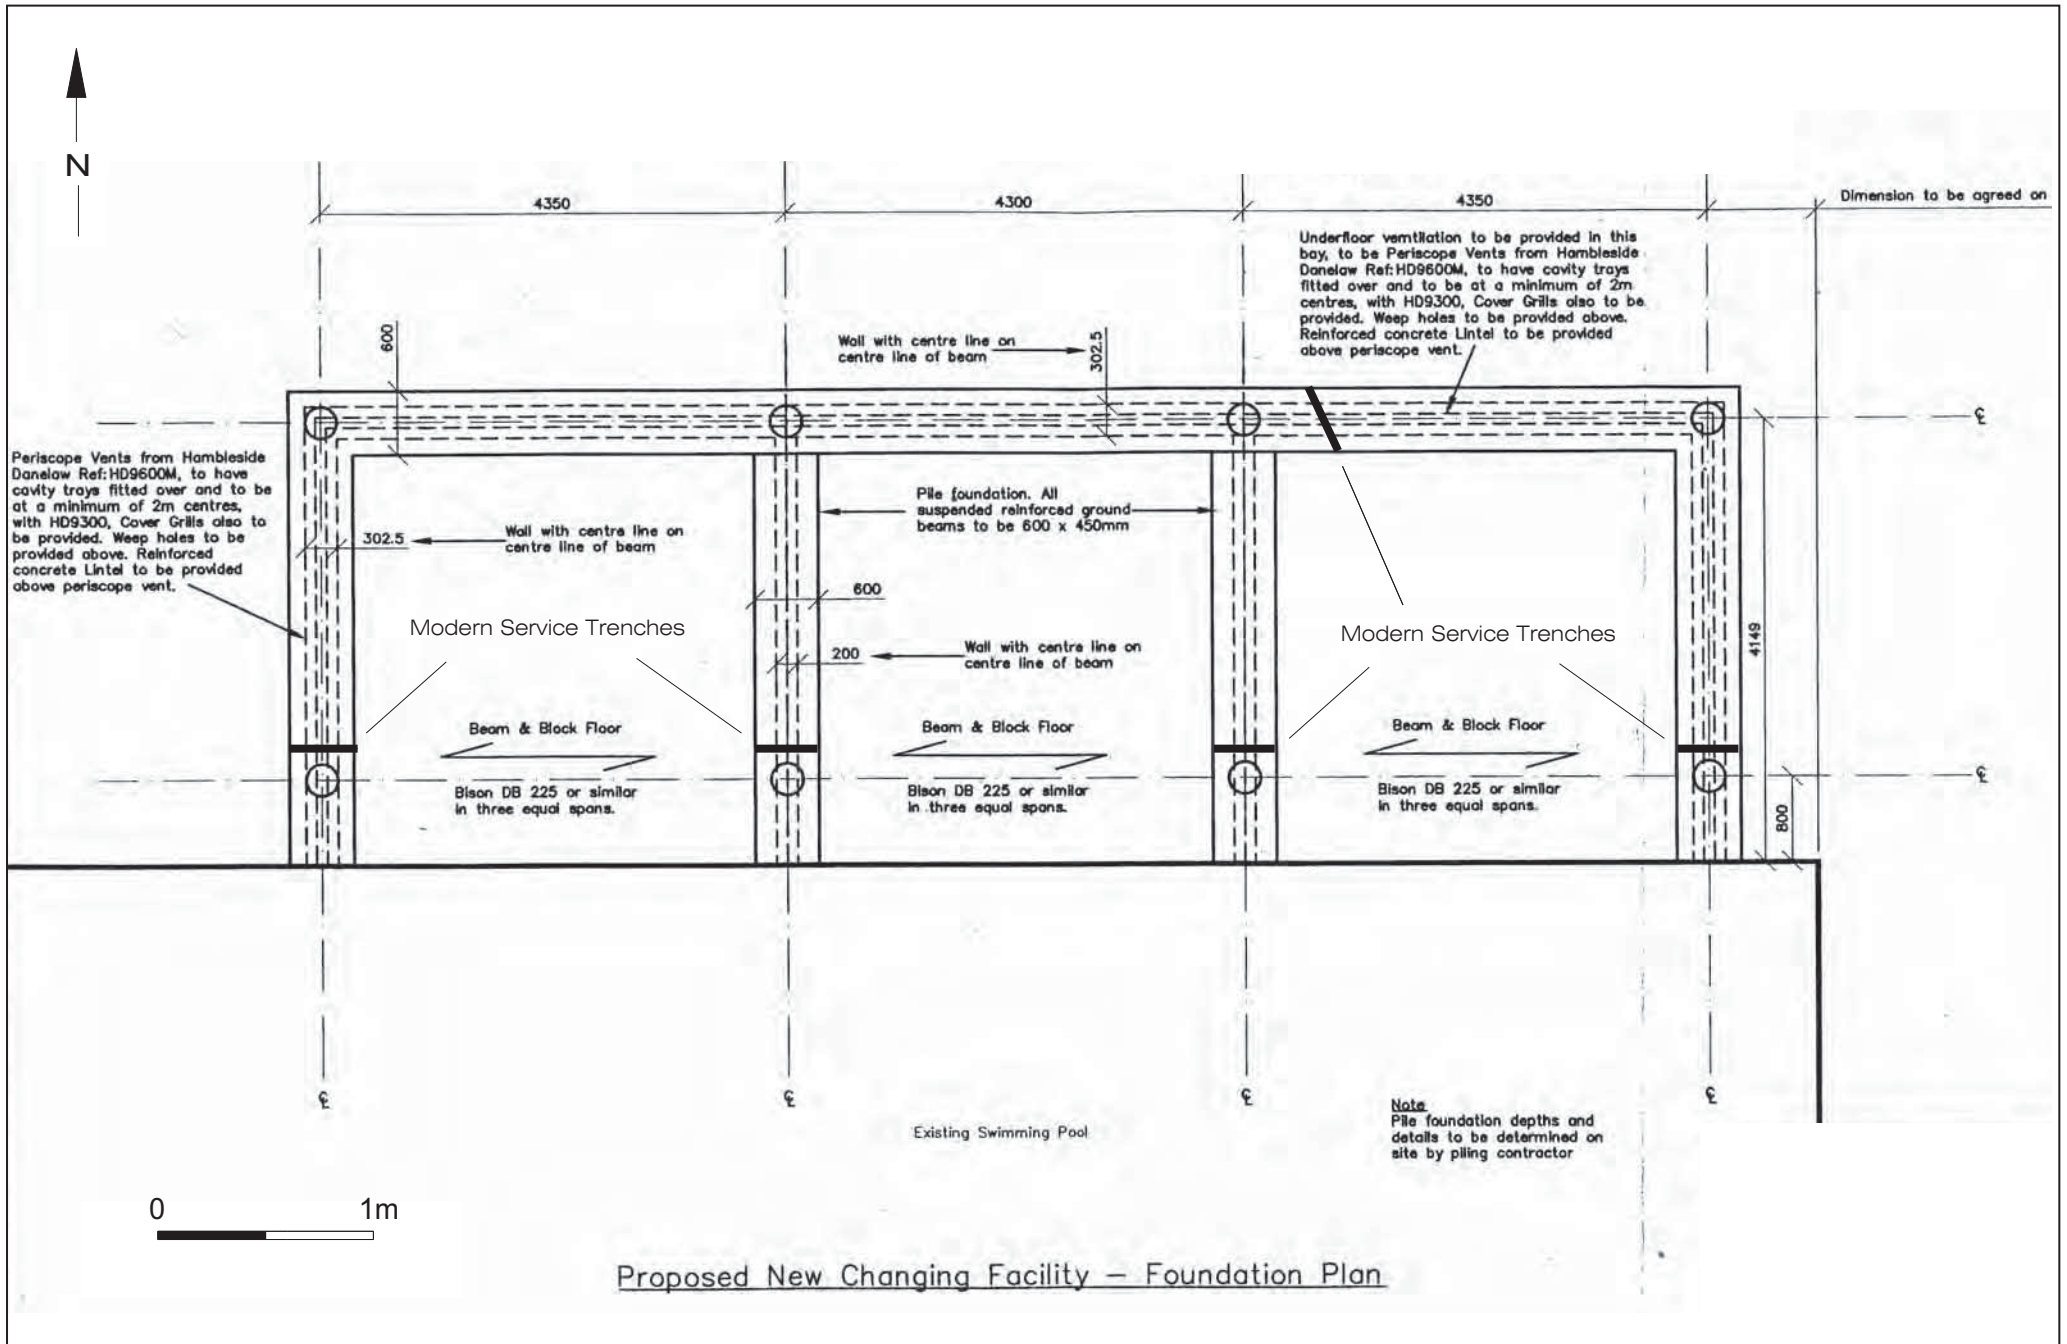 N
4350
4300
4350
Dimension to be agreed on
Underfloor vemtilation to be provided in this
bay, to be Periscope Vents from Hambleside
Danelaw Ref:HD9600M, to have cavity trays
fitted over and to be at a minimum of 2m
centres, with HD9300, Cover Grills also to be
provided. Weep holes to be provided above.
Reinforced concrete Lintel to be provided
above periscope vent.
600
Wall with centre line on
centre line of beam
302.5
℄
Periscope Vents from Hambleside
Danelaw Ref:HD9600M, to have
cavity trays fitted over and to be
at a minimum of 2m centres,
with HD9300, Cover Grills also to
be provided. Weep holes to be
provided above. Reinforced
concrete Lintel to be provided
above periscope vent.
302.5
Wall with centre line on
centre line of beam
Pile foundation. All
suspended reinforced ground
beams to be 600 x 450mm
600
Modern Service Trenches
200
Wall with centre line on
centre line of beam
Modern Service Trenches
4149
Beam & Block Floor
Bison DB 225 or similar
in three equal spans.
Beam & Block Floor
Bison DB 225 or similar
in three equal spans.
Beam & Block Floor
Bison DB 225 or similar
in three equal spans.
℄
800
℄
℄
℄
℄
Existing Swimming Pool
Note
Pile foundation depths and
details to be determined on
site by piling contractor
0 1m
Proposed New Changing Facility – Foundation Plan